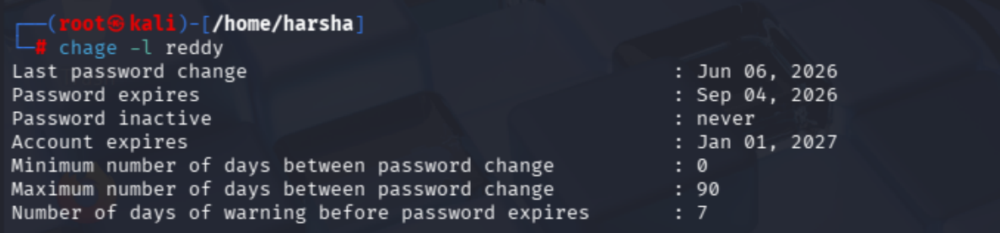 ┌──(root㉿kali)-[/home/harsha]
└─# chage -l reddy
Last password change : Jun 06, 2026
Password expires : Sep 04, 2026
Password inactive : never
Account expires : Jan 01, 2027
Minimum number of days between password change : 0
Maximum number of days between password change : 90
Number of days of warning before password expires : 7